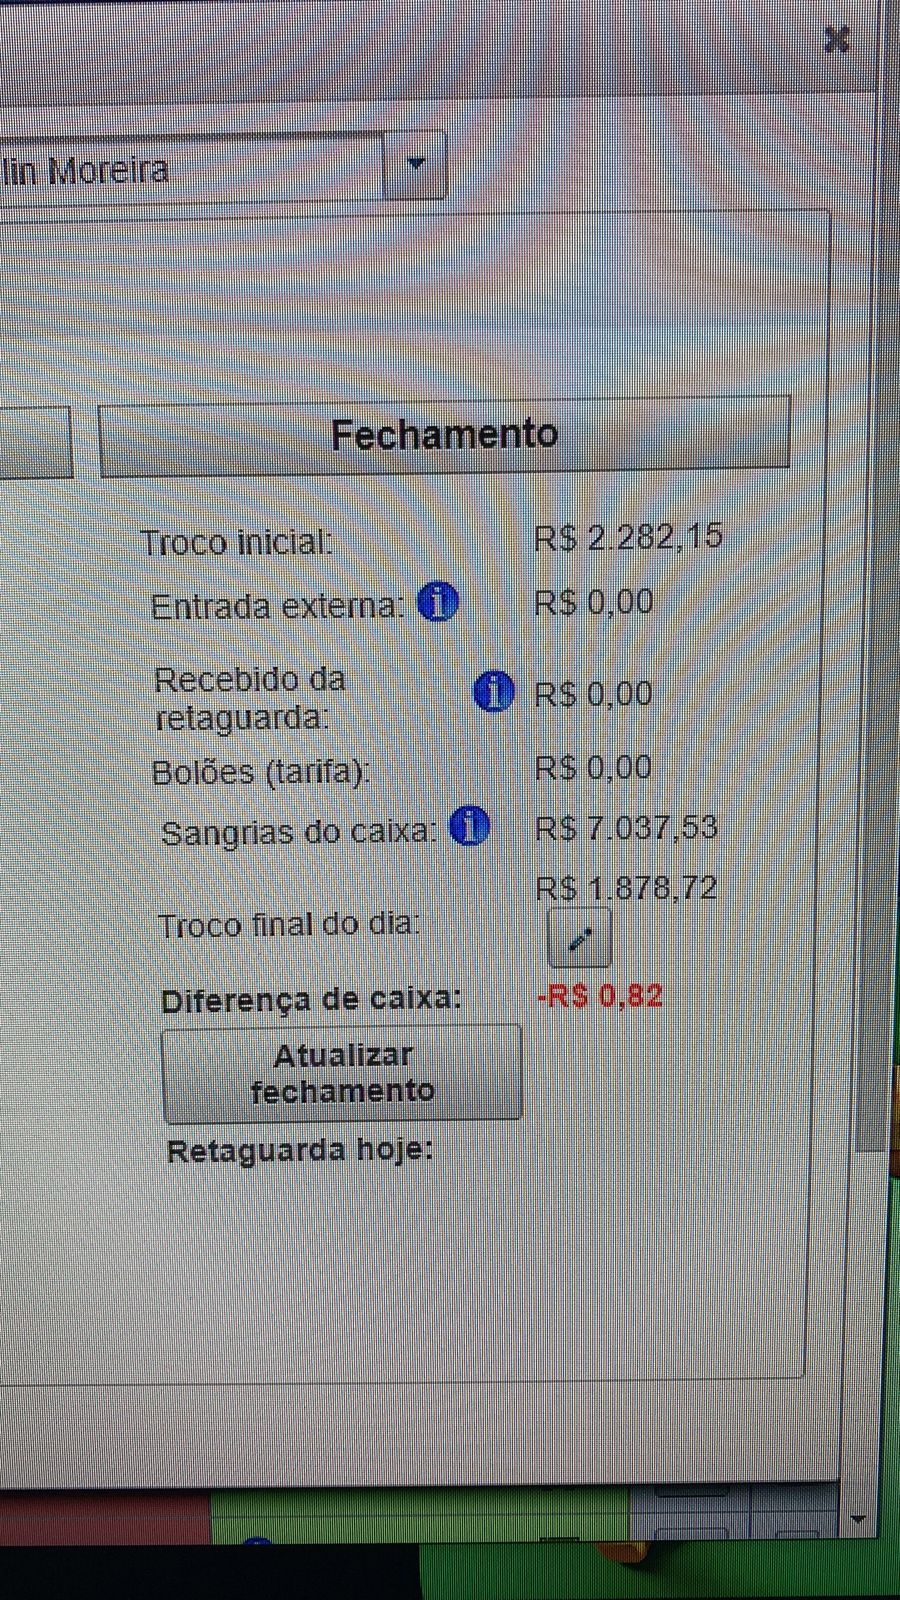 lin Moreira
Fechamento
Troco inicial: R$ 2.282,15
Entrada externa: R$ 0,00
Recebido da
retaguarda: R$ 0,00
Bolões (tarifa): R$ 0,00
Sangrias do caixa: R$ 7.037,53
R$ 1.878,72
Troco final do dia:
Diferença de caixa: -R$ 0,82
Atualizar
fechamento
Retaguarda hoje: